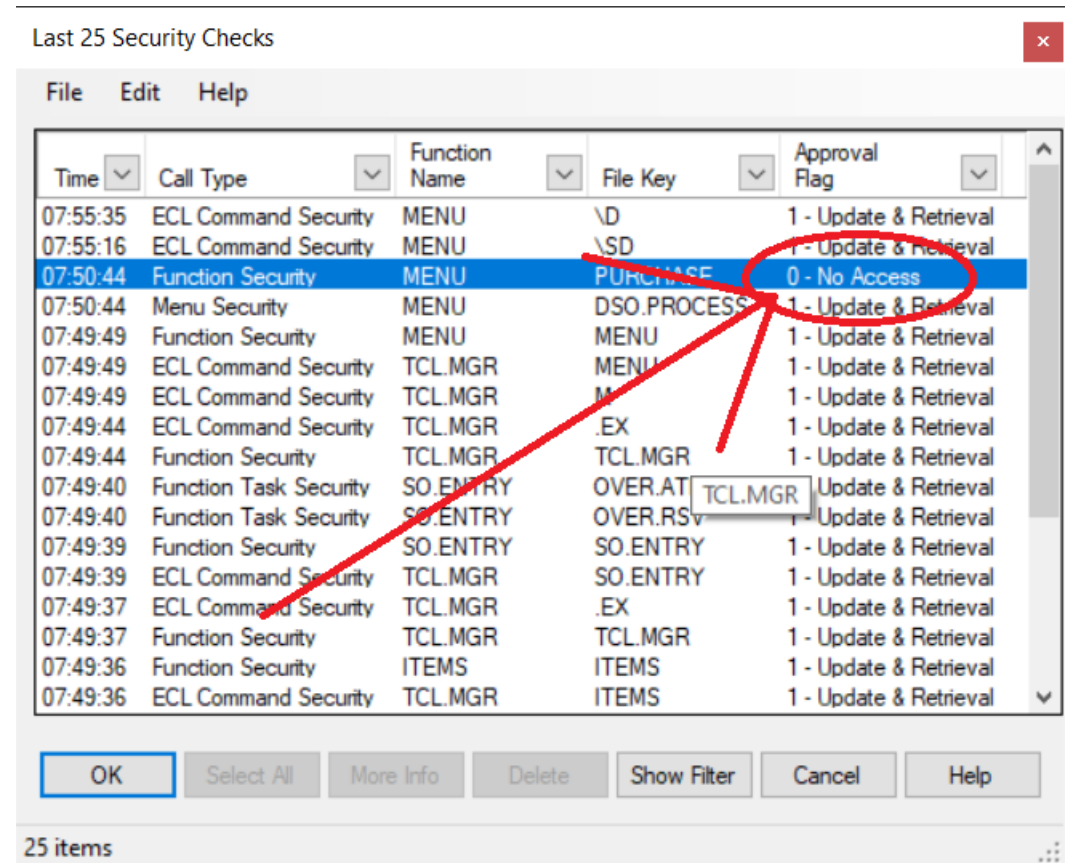 Last 25 Security Checks
File Edit Help
Time Call Type Function Name File Key Approval Flag
07:55:35 ECL Command Security MENU \D 1 - Update & Retrieval
07:55:16 ECL Command Security MENU \SD 1 - Update & Retrieval
07:50:44 Function Security MENU PURCHASE 0 - No Access
07:50:44 Menu Security MENU DSO.PROCESS 1 - Update & Retrieval
07:49:49 Function Security MENU MENU 1 - Update & Retrieval
07:49:49 ECL Command Security TCL.MGR MENU 1 - Update & Retrieval
07:49:49 ECL Command Security TCL.MGR M 1 - Update & Retrieval
07:49:44 ECL Command Security TCL.MGR .EX 1 - Update & Retrieval
07:49:44 Function Security TCL.MGR TCL.MGR 1 - Update & Retrieval
07:49:40 Function Task Security SO.ENTRY OVER.AT TCL.MGR Update & Retrieval
07:49:40 Function Task Security SO.ENTRY OVER.RSV 1 - Update & Retrieval
07:49:39 Function Security SO.ENTRY SO.ENTRY 1 - Update & Retrieval
07:49:39 ECL Command Security TCL.MGR SO.ENTRY 1 - Update & Retrieval
07:49:37 ECL Command Security TCL.MGR .EX 1 - Update & Retrieval
07:49:37 Function Security TCL.MGR TCL.MGR 1 - Update & Retrieval
07:49:36 Function Security ITEMS ITEMS 1 - Update & Retrieval
07:49:36 ECL Command Security TCL.MGR ITEMS 1 - Update & Retrieval
OK Select All More Info Delete Show Filter Cancel Help
25 items